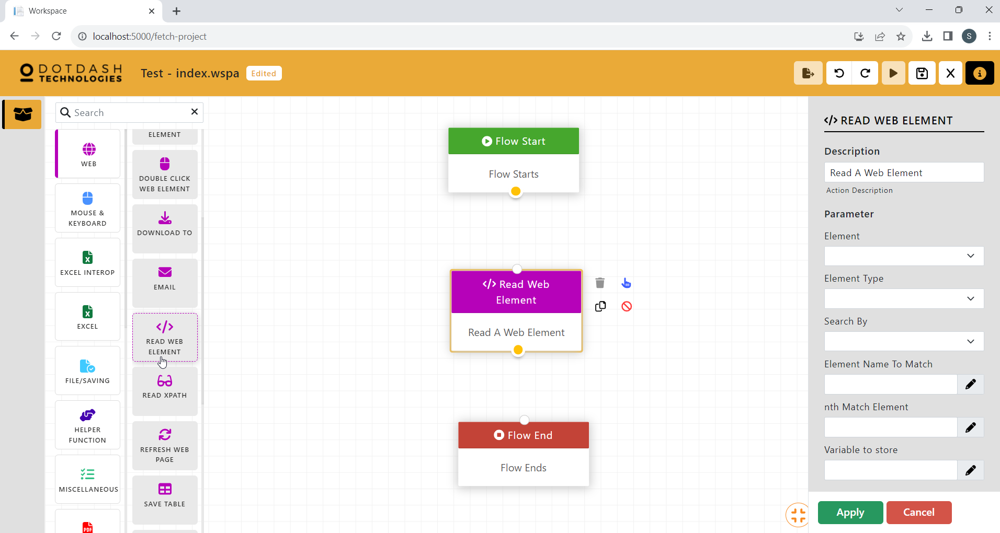 Workspace
localhost:5000/fetch-project
S
DOTDASH
TECHNOLOGIES
Test - index.wspa
Edited
Search
WEB
MOUSE &
KEYBOARD
EXCEL INTEROP
EXCEL
FILE/SAVING
HELPER
FUNCTION
MISCELLANEOUS
PDF
ELEMENT
DOUBLE CLICK
WEB ELEMENT
DOWNLOAD TO
EMAIL
</> READ WEB
ELEMENT
READ XPATH
REFRESH WEB
PAGE
SAVE TABLE
Flow Start
Flow Starts
</> Read Web
Element
Read A Web Element
Flow End
Flow Ends
</> READ WEB ELEMENT
Description
Read A Web Element
Action Description
Parameter
Element
Element Type
Search By
Element Name To Match
nth Match Element
Variable to store
Apply
Cancel